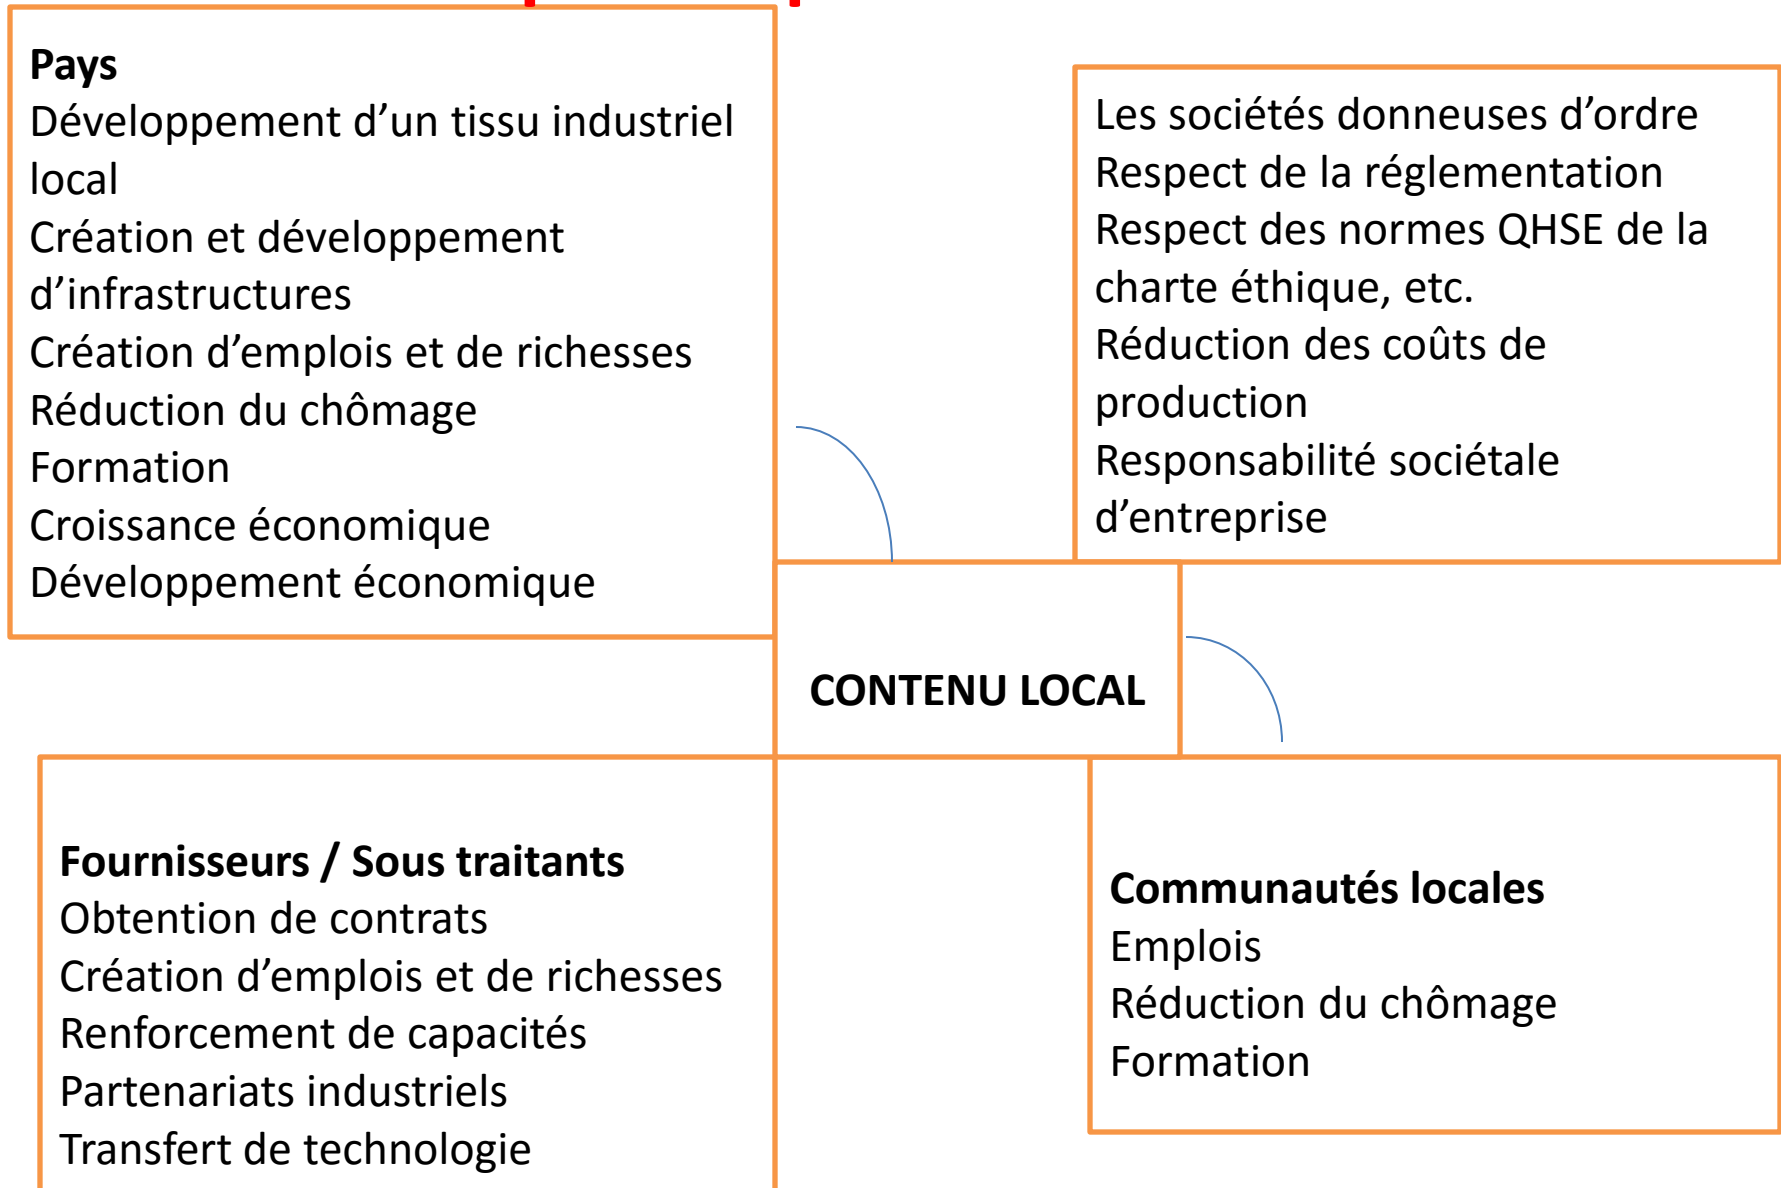 Pays
Développement d’un tissu industriel
local
Création et développement
d’infrastructures
Création d’emplois et de richesses
Réduction du chômage
Formation
Croissance économique
Développement économique
Les sociétés donneuses d’ordre
Respect de la réglementation
Respect des normes QHSE de la
charte éthique, etc.
Réduction des coûts de
production
Responsabilité sociétale
d’entreprise
CONTENU LOCAL
Fournisseurs / Sous traitants
Obtention de contrats
Création d’emplois et de richesses
Renforcement de capacités
Partenariats industriels
Transfert de technologie
Communautés locales
Emplois
Réduction du chômage
Formation